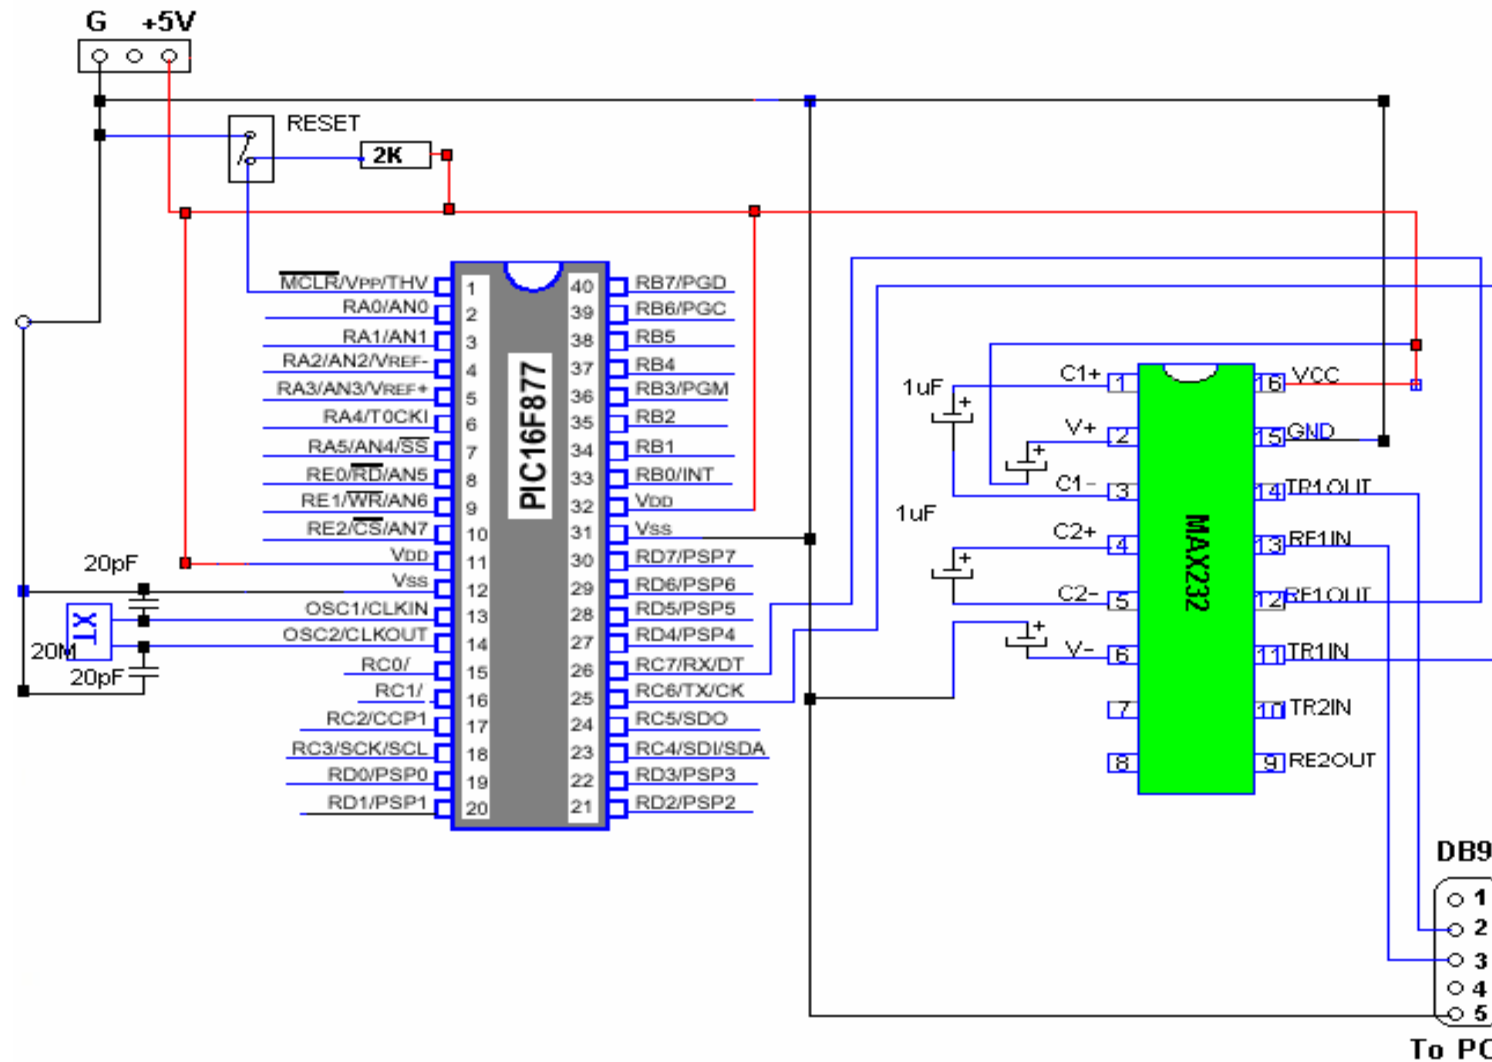 G +5V
RESET
2K
MCLR/VPP/THV 1 40 RB7/PGD
RA0/AN0 2 39 RB6/PGC
RA1/AN1 3 38 RB5
RA2/AN2/VREF- 4 37 RB4
RA3/AN3/VREF+ 5 36 RB3/PGM
RA4/T0CKI 6 35 RB2
RA5/AN4/SS 7 34 RB1
RE0/RD/AN5 8 33 RB0/INT
RE1/WR/AN6 9 32 VDD
RE2/CS/AN7 10 31 VSS
VDD 11 30 RD7/PSP7
VSS 12 29 RD6/PSP6
OSC1/CLKIN 13 28 RD5/PSP5
OSC2/CLKOUT 14 27 RD4/PSP4
RC0/ 15 26 RC7/RX/DT
RC1/ 16 25 RC6/TX/CK
RC2/CCP1 17 24 RC5/SDO
RC3/SCK/SCL 18 23 RC4/SDI/SDA
RD0/PSP0 19 22 RD3/PSP3
RD1/PSP1 20 21 RD2/PSP2
PIC16F877
20pF
XT
20M
20pF
1uF
1uF
C1+ 1 16 VCC
V+ 2 15 GND
C1- 3 14 TR1OUT
C2+ 4 13 RE1IN
C2- 5 12 RE1OUT
V- 6 11 TR1IN
7 10 TR2IN
8 9 RE2OUT
MAX232
+
+
+
+
DB9
1
2
3
4
5
To PC